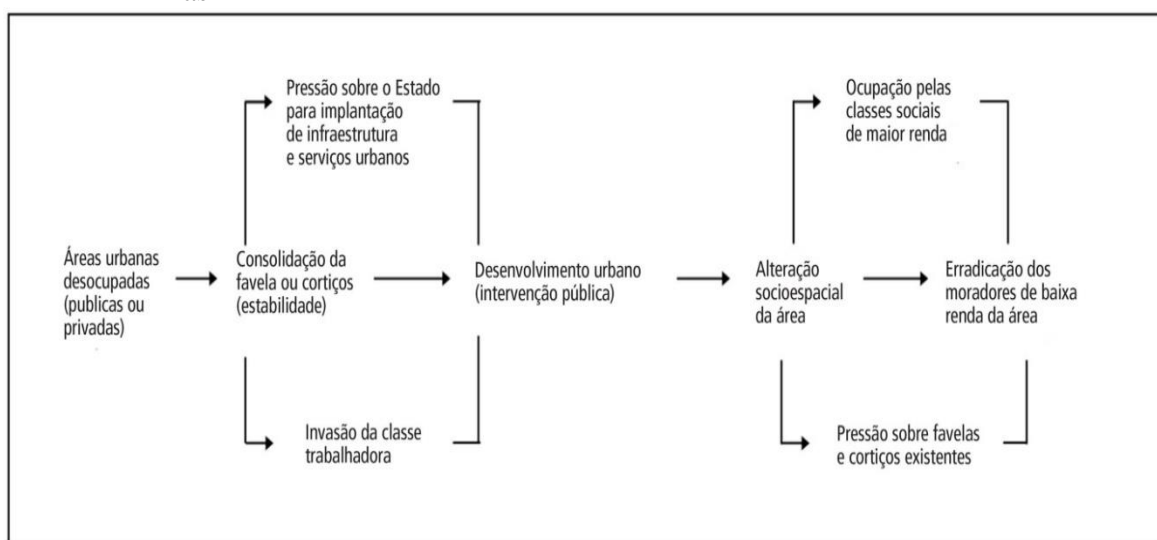 Pressão sobre o Estado
para implantação
de infraestrutura
e serviços urbanos
Ocupação pelas
classes sociais
de maior renda
Áreas urbanas
desocupadas
(publicas ou
privadas)
Consolidação da
favela ou cortiços
(estabilidade)
Desenvolvimento urbano
(intervenção pública)
Alteração
socioespacial
da área
Erradicação dos
moradores de baixa
renda da área
Invasão da classe
trabalhadora
Pressão sobre favelas
e cortiços existentes